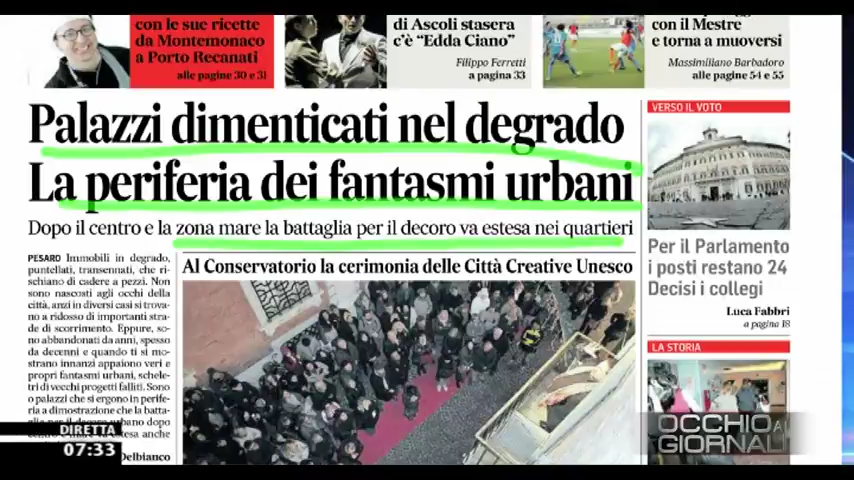 con le sue ricette
da Montemonaco
a Porto Recanati
alle pagine 30 e 31
di Ascoli stasera
c'è "Edda Ciano"
Filippo Ferretti
a pagina 33
con il Mestre
e torna a muoversi
Massimiliano Barbadoro
alle pagine 54 e 55
Palazzi dimenticati nel degrado
La periferia dei fantasmi urbani
Dopo il centro e la zona mare la battaglia per il decoro va estesa nei quartieri
PESARO Immobili in degrado,
puntellati, transennati, che ri-
schiano di cadere a pezzi. Non
sono nascosti agli occhi della
città, anzi in diversi casi si trova-
no a ridosso di importanti stra-
de di scorrimento. Eppure, so-
no abbandonati da anni, spesso
da decenni e quando ti si mo-
strano innanzi appaiono veri e
propri fantasmi urbani, schele-
tri di vecchi progetti falliti. Sono
o palazzi che si ergono in perife-
ria a dimostrazione che la batta-
dopo
estesa anche
Delbianco
Al Conservatorio la cerimonia delle Città Creative Unesco
VERSO IL VOTO
Per il Parlamento
i posti restano 24
Decisi i collegi
Luca Fabbri
a pagina 18
LA STORIA
OCCHIO AI
GIORNALI
DIRETTA
07:33